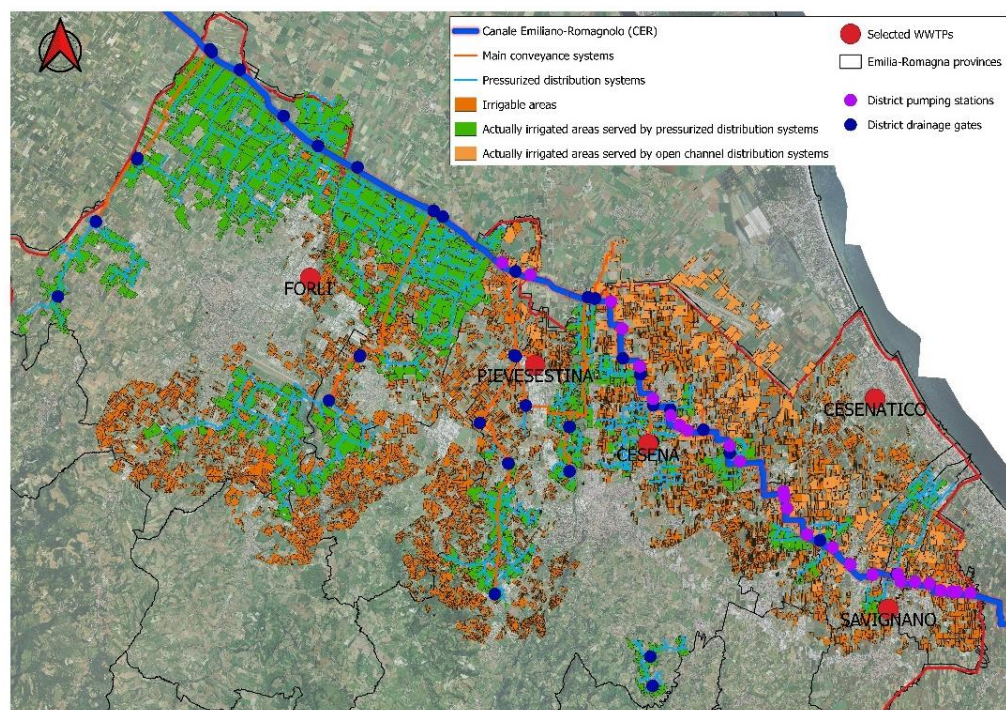 Canale Emiliano-Romagnolo (CER)
Main conveyance systems
Pressurized distribution systems
Irrigable areas
Actually irrigated areas served by pressurized distribution systems
Actually irrigated areas served by open channel distribution systems
Selected WWTPs
Emilia-Romagna provinces
District pumping stations
District drainage gates
FORLI'
PIEVESESTINA
CESENATICO
CESENA
SAVIGNANO